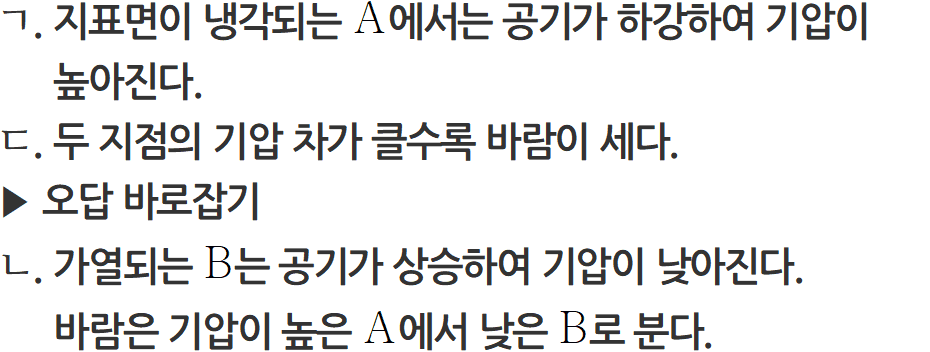 ㄱ. 지표면이 냉각되는 A에서는 공기가 하강하여 기압이
높아진다.
ㄷ. 두 지점의 기압 차가 클수록 바람이 세다.
▶ 오답 바로잡기
ㄴ. 가열되는 B는 공기가 상승하여 기압이 낮아진다.
바람은 기압이 높은 A에서 낮은 B로 분다.